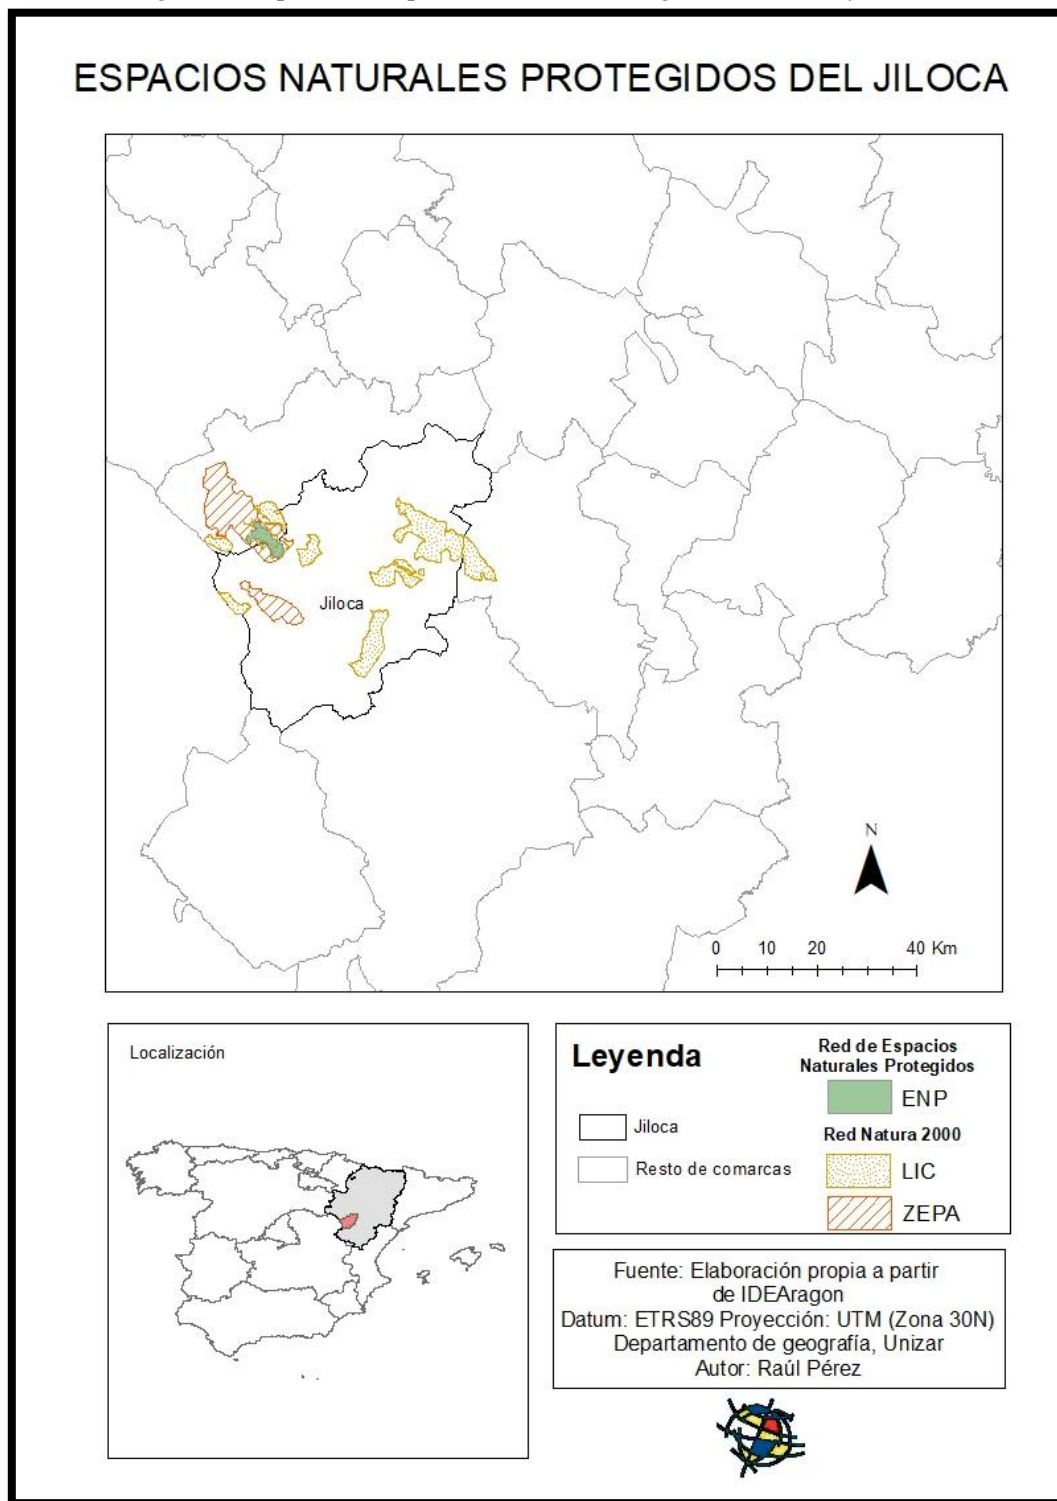 ESPACIOS NATURALES PROTEGIDOS DEL JILOCA
Jiloca
N
0 10 20 40 Km
Localización
Leyenda
Jiloca
Resto de comarcas
Red de Espacios
Naturales Protegidos
ENP
Red Natura 2000
LIC
ZEPA
Fuente: Elaboración propia a partir
de IDEAragon
Datum: ETRS89 Proyección: UTM (Zona 30N)
Departamento de geografía, Unizar
Autor: Raúl Pérez